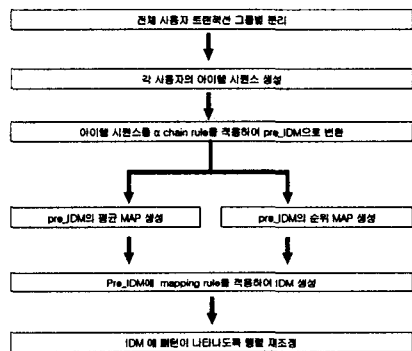 전체 사용자 트랜잭션 그룹별 분리
각 사용자의 아이템 시퀀스 생성
아이템 시퀀스를 α chain rule를 적용하여 pre_IDM으로 변환
pre_IDM의 평균 MAP 생성
pre_IDM의 순위 MAP 생성
Pre_IDM에 mapping rule를 적용하여 IDM 생성
IDM 에 패턴이 나타나도록 행렬 재조정